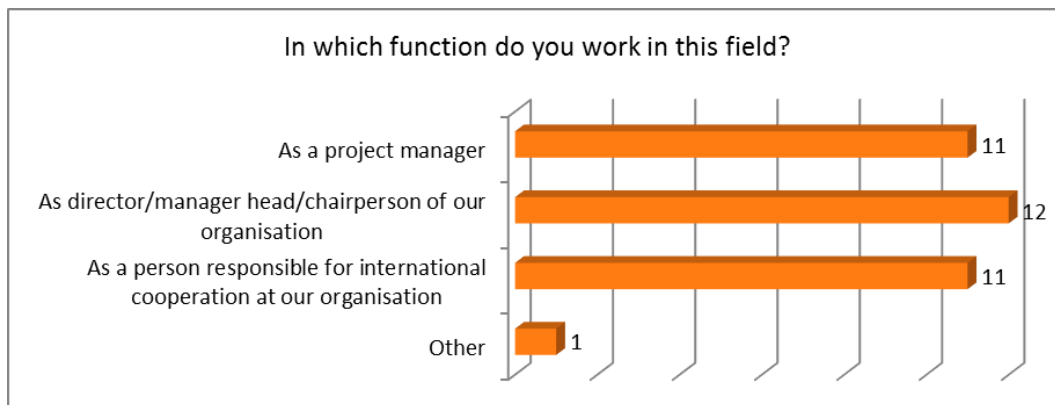 In which function do you work in this field?
As a project manager
11
As director/manager head/chairperson of our
organisation
12
As a person responsible for international
cooperation at our organisation
11
Other
1